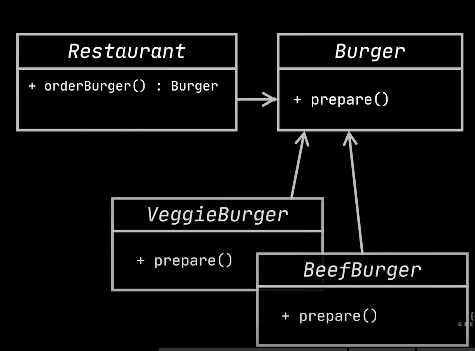 Restaurant
+ orderBurger() : Burger
Burger
+ prepare()
VeggieBurger
+ prepare()
BeefBurger
+ prepare()